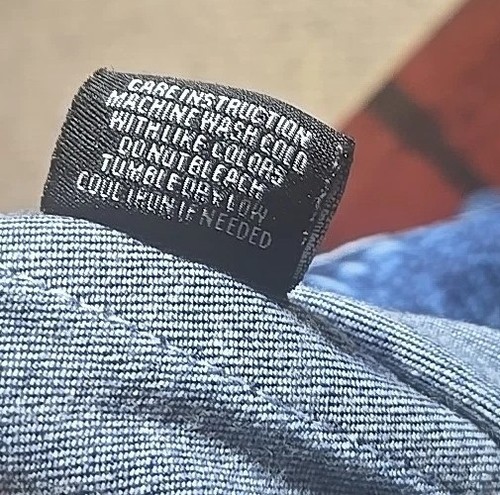 CARE INSTRUCTION
MACHINE WASH COLD
WITH LIKE COLORS
DO NOT BLEACH
TUMBLE DRY LOW
COOL IRON IF NEEDED